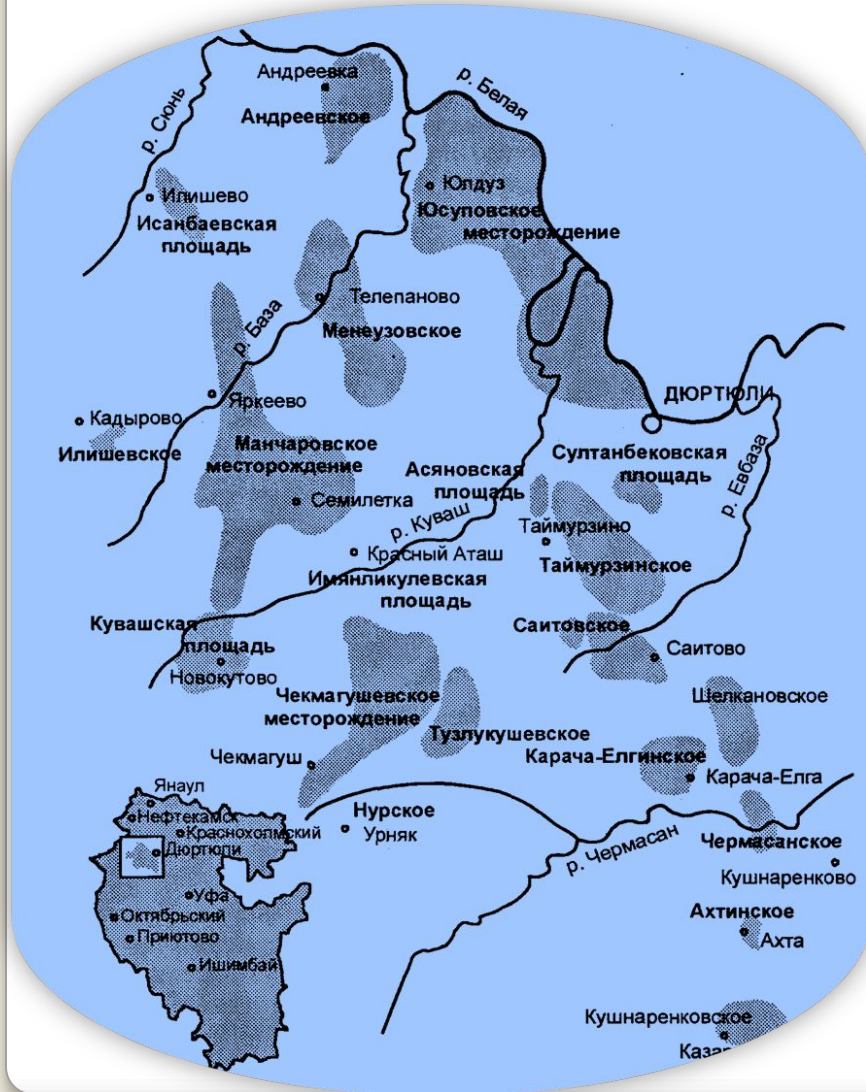 Андреевка
р. Белая
р. Сюнь
Андреевское
Илишево
Юлдуз
Исанбаевская
площадь
Юсуповское
месторождение
Телепаново
р. База
Менеузовское
Яркеево
ДЮРТЮЛИ
Кадырово
Илишевское
Манчаровское
месторождение
Асяновская
площадь
Султанбековская
площадь
р. Евбаза
Семилетка
р. Куваш
Таймурзино
Красный Аташ
Таймурзинское
Имянликулевская
площадь
Кувашская
площадь
Саитовское
Саитово
Новокутово
Чекмагушевское
месторождение
Шелкановское
Тузлукушевское
Чекмагуш
Карача-Елгинское
Карача-Елга
Янаул
Нефтекамск
Краснохолмский
Дюртюли
Нурское
Урняк
р. Чермасан
Чермасанское
Кушнаренково
Уфа
Октябрьский
Приютово
Ишимбай
Ахтинское
Ахта
Кушнаренковское